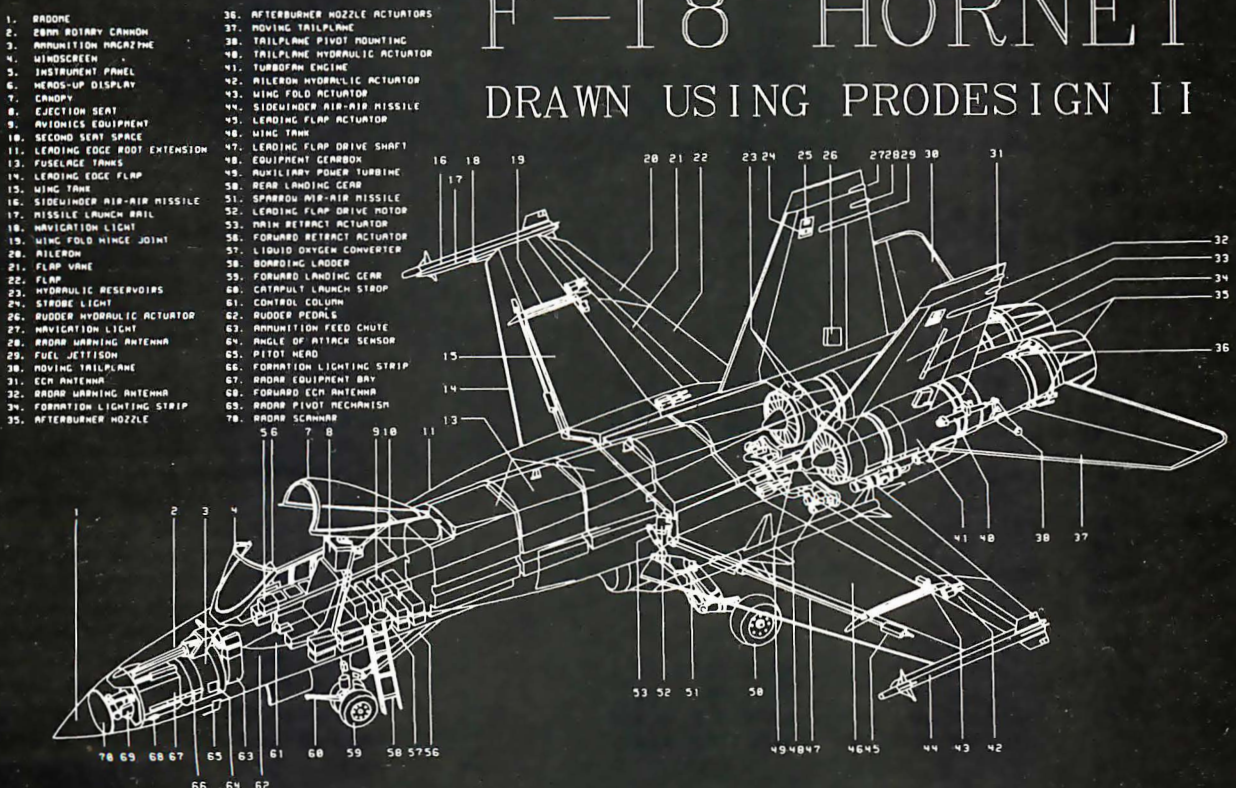 F-18 HORNET
DRAWN USING PRODESIGN II
1. RADOME
2. 20MM ROTARY CANNON
3. AMMUNITION MAGAZINE
4. WINDSCREEN
5. INSTRUMENT PANEL
6. HEADS-UP DISPLAY
7. CANOPY
8. EJECTION SEAT
9. AVIONICS EQUIPMENT
10. SECOND SEAT SPACE
11. LEADING EDGE ROOT EXTENSION
13. FUSELAGE TANKS
14. LEADING EDGE FLAP
15. WING TANK
16. SIDEWINDER AIR-AIR MISSILE
17. MISSILE LAUNCH RAIL
18. NAVIGATION LIGHT
19. WING FOLD HINGE JOINT
20. AILERON
21. FLAP VANE
22. FLAP
23. HYDRAULIC RESERVOIRS
24. STROBE LIGHT
26. RUDDER HYDRAULIC ACTUATOR
27. NAVIGATION LIGHT
28. RADAR WARNING ANTENNA
29. FUEL JETTISON
30. MOVING TAILPLANE
31. ECM ANTENNA
32. RADAR WARNING ANTENNA
34. FORMATION LIGHTING STRIP
35. AFTERBURNER NOZZLE
36. AFTERBURNER NOZZLE ACTUATORS
37. MOVING TAILPLANE
38. TAILPLANE PIVOT MOUNTING
40. TAILPLANE HYDRAULIC ACTUATOR
41. TURBOFAN ENGINE
42. AILERON HYDRAULIC ACTUATOR
43. WING FOLD ACTUATOR
44. SIDEWINDER AIR-AIR MISSILE
45. LEADING FLAP ACTUATOR
46. WING TANK
47. LEADING FLAP DRIVE SHAFT
48. EQUIPMENT GEARBOX
49. AUXILIARY POWER TURBINE
50. REAR LANDING GEAR
51. SPARROW AIR-AIR MISSILE
52. LEADING FLAP DRIVE MOTOR
53. MAIN RETRACT ACTUATOR
56. FORWARD RETRACT ACTUATOR
57. LIQUID OXYGEN CONVERTER
58. BOARDING LADDER
59. FORWARD LANDING GEAR
60. CATAPULT LAUNCH STROP
61. CONTROL COLUMN
62. RUDDER PEDALS
63. AMMUNITION FEED CHUTE
64. ANGLE OF ATTACK SENSOR
65. PITOT HEAD
66. FORMATION LIGHTING STRIP
67. RADAR EQUIPMENT BAY
68. FORWARD ECM ANTENNA
69. RADAR PIVOT MECHANISM
70. RADAR SCANNAR
16 18 19 20 21 22 23 24 25 26 27 28 29 30 31
17
32
33
34
35
36
15
14
13
5 6 7 8 9 10 11
1 2 3 4
41 40 38 37
53 52 51 50
49 48 47 46 45 44 43 42
70 69 68 67 65 63 61 60 59 58 57 56
66 64 62